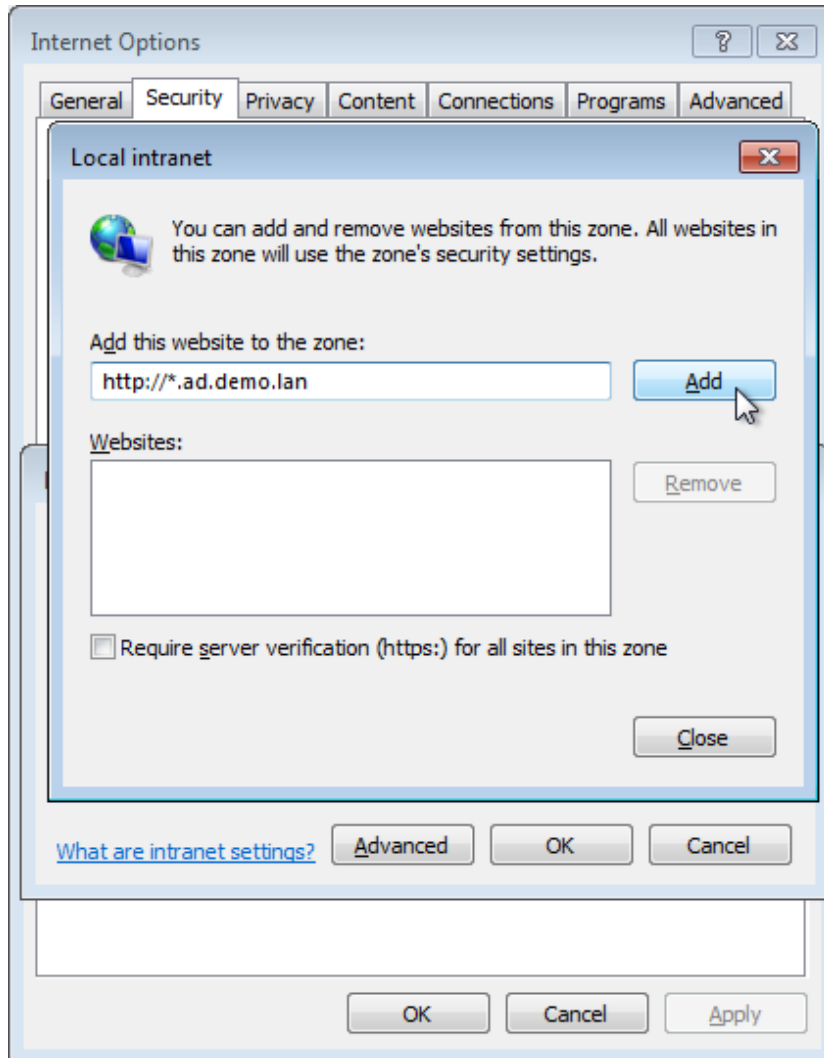 Internet Options
General Security Privacy Content Connections Programs Advanced
Local intranet
You can add and remove websites from this zone. All websites in
this zone will use the zone's security settings.
Add this website to the zone:
http://*.ad.demo.lan
Add
Websites:
Remove
Require server verification (https:) for all sites in this zone
Close
What are intranet settings?
Advanced
OK
Cancel
OK
Cancel
Apply